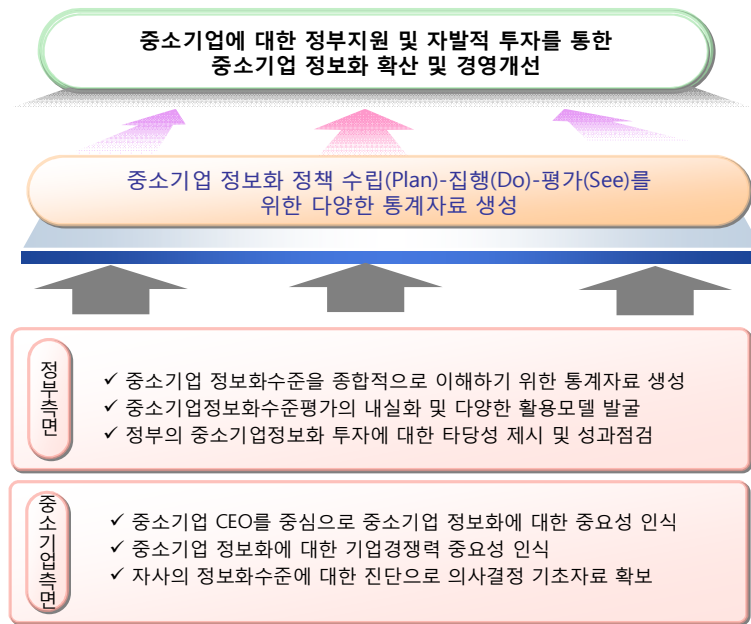 중소기업에 대한 정부지원 및 자발적 투자를 통한
중소기업 정보화 확산 및 경영개선
중소기업 정보화 정책 수립(Plan)-집행(Do)-평가(See)를
위한 다양한 통계자료 생성
정부측면
✓ 중소기업 정보화수준을 종합적으로 이해하기 위한 통계자료 생성
✓ 중소기업정보화수준평가의 내실화 및 다양한 활용모델 발굴
✓ 정부의 중소기업정보화 투자에 대한 타당성 제시 및 성과점검
중소기업측면
✓ 중소기업 CEO를 중심으로 중소기업 정보화에 대한 중요성 인식
✓ 중소기업 정보화에 대한 기업경쟁력 중요성 인식
✓ 자사의 정보화수준에 대한 진단으로 의사결정 기초자료 확보